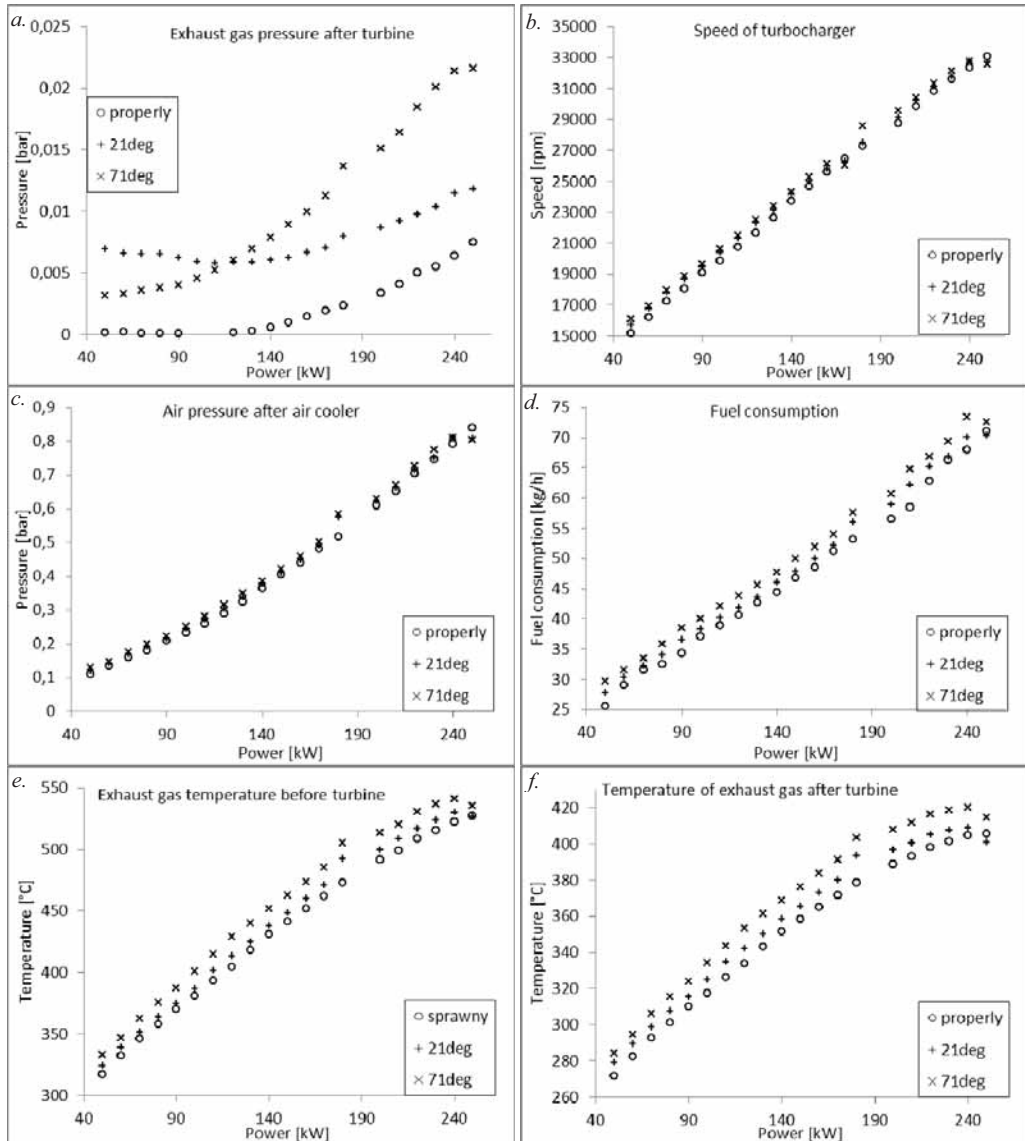 a.
Exhaust gas pressure after turbine
0,025
0,02
0,015
0,01
0,005
0
Pressure [bar]
properly
21deg
71deg
40 90 140 190 240
Power [kW]
b.
Speed of turbocharger
35000
33000
31000
29000
27000
25000
23000
21000
19000
17000
15000
Speed [rpm]
properly
21deg
71deg
40 90 140 190 240
Power [kW]
c.
Air pressure after air cooler
0,9
0,8
0,7
0,6
0,5
0,4
0,3
0,2
0,1
0
Pressure [bar]
properly
21deg
71deg
40 90 140 190 240
Power [kW]
d.
Fuel consumption
75
70
65
60
55
50
45
40
35
30
25
Fuel consumption [kg/h]
properly
21deg
71deg
40 90 140 190 240
Power [kW]
e.
Exhaust gas temperature before turbine
550
500
450
400
350
300
Temperature [°C]
sprawny
21deg
71deg
40 90 140 190 240
Power [kW]
f.
Temperature of exhaust gas after turbine
420
400
380
360
340
320
300
280
260
Temperature [°C]
properly
21deg
71deg
40 90 140 190 240
Power [kW]